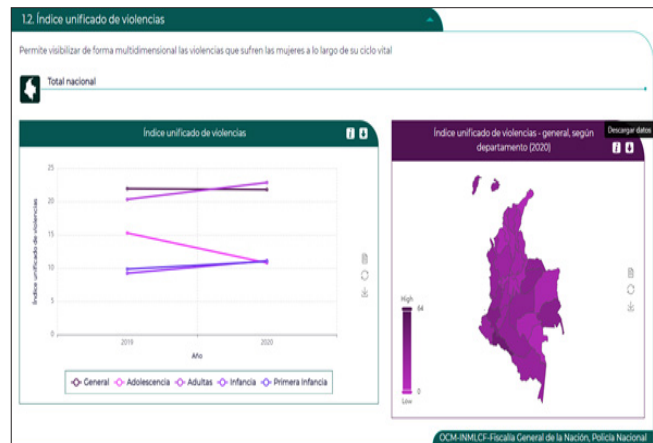 1.2. Índice unificado de violencias
Permite visibilizar de forma multidimensional las violencias que sufren las mujeres a lo largo de su ciclo vital
Total nacional
Índice unificado de violencias
Índice unificado de violencias
25
20
15
10
5
0
2019
2020
Año
General
Adolescencia
Adultas
Infancia
Primera Infancia
Índice unificado de violencias - general, según
departamento (2020)
Descargar datos
High
64
0
Low
OCM-INMLCF-Fiscalía General de la Nación, Policía Nacional